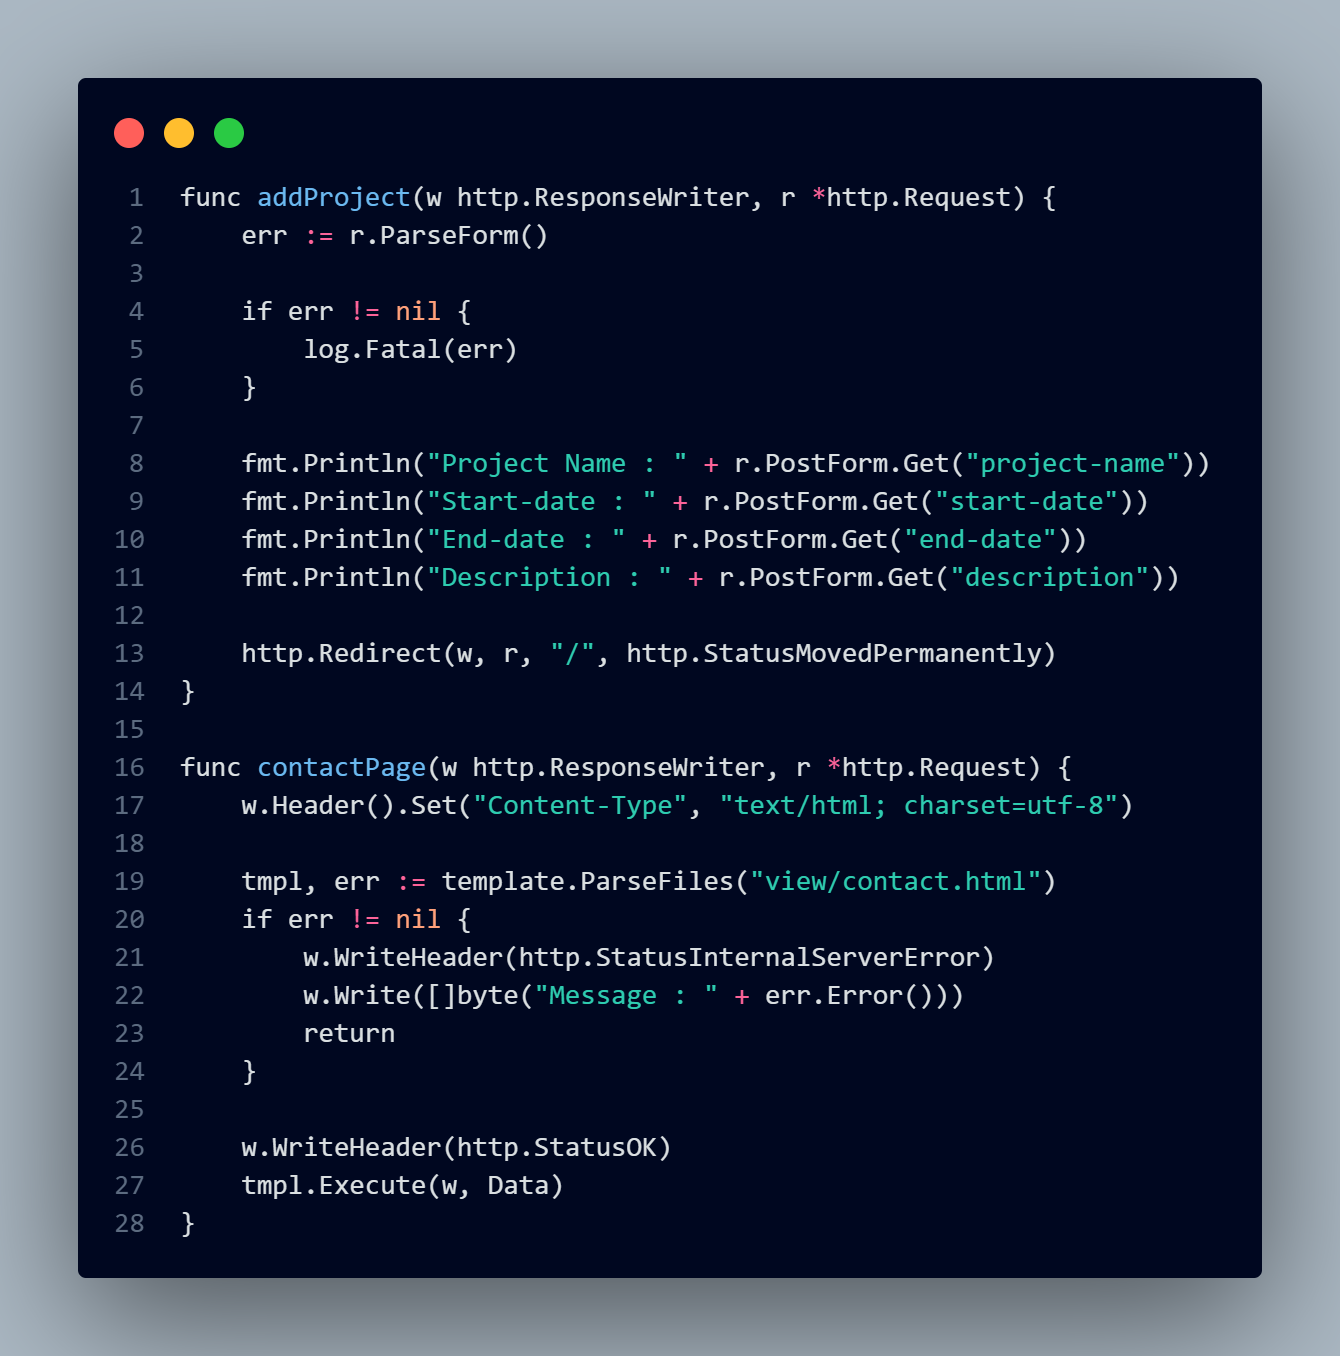 1 func addProject(w http.ResponseWriter, r *http.Request) {
2     err := r.ParseForm()
3
4     if err != nil {
5         log.Fatal(err)
6     }
7
8     fmt.Println("Project Name : " + r.PostForm.Get("project-name"))
9     fmt.Println("Start-date : " + r.PostForm.Get("start-date"))
10     fmt.Println("End-date : " + r.PostForm.Get("end-date"))
11     fmt.Println("Description : " + r.PostForm.Get("description"))
12
13     http.Redirect(w, r, "/", http.StatusMovedPermanently)
14 }
15
16 func contactPage(w http.ResponseWriter, r *http.Request) {
17     w.Header().Set("Content-Type", "text/html; charset=utf-8")
18
19     tmpl, err := template.ParseFiles("view/contact.html")
20     if err != nil {
21         w.WriteHeader(http.StatusInternalServerError)
22         w.Write([]byte("Message : " + err.Error()))
23         return
24     }
25
26     w.WriteHeader(http.StatusOK)
27     tmpl.Execute(w, Data)
28 }